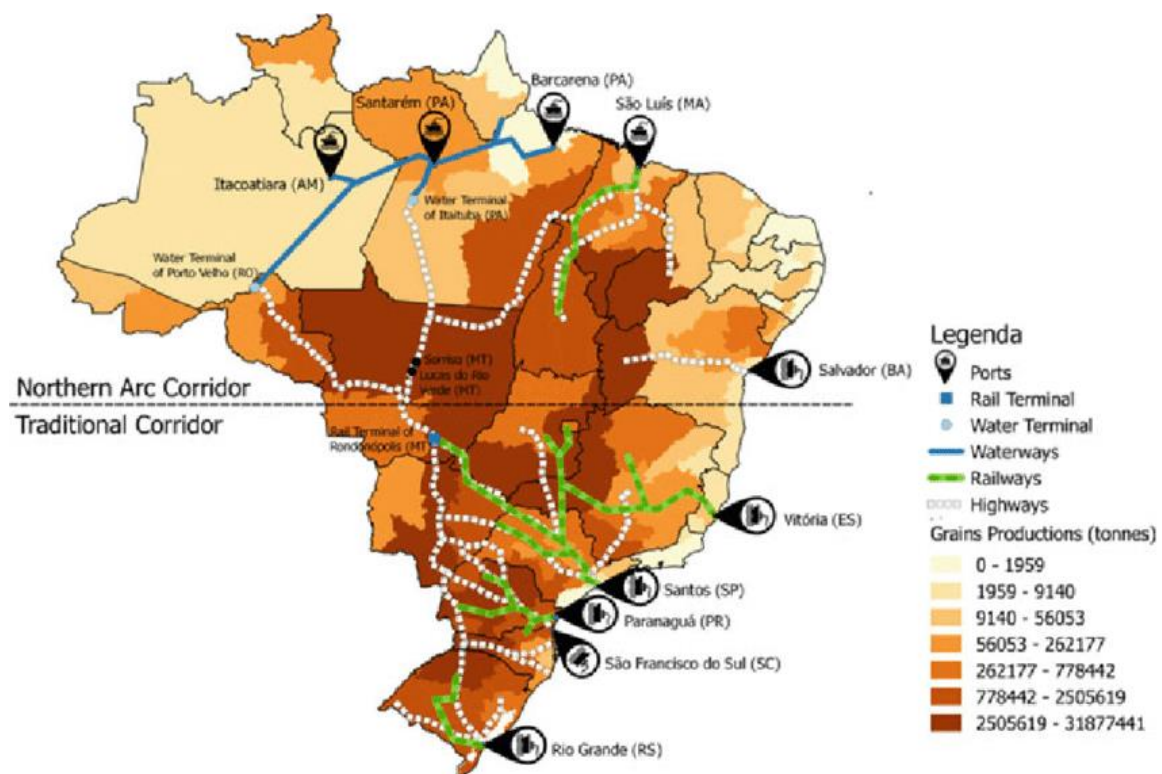 Barcarena (PA)
Santarém (PA)
São Luís (MA)
Itacoatiara (AM)
Water Terminal
of Itaituba (PA)
Water Terminal
of Porto Velho (RO)
Sorriso (MT)
Lucas do Rio
Verde (MT)
Salvador (BA)
Northern Arc Corridor
Traditional Corridor
Rail Terminal of
Rondonópolis (MT)
Vitória (ES)
Santos (SP)
Paranaguá (PR)
São Francisco do Sul (SC)
Rio Grande (RS)
Legenda
Ports
Rail Terminal
Water Terminal
Waterways
Railways
Highways
Grains Productions (tonnes)
0 - 1959
1959 - 9140
9140 - 56053
56053 - 262177
262177 - 778442
778442 - 2505619
2505619 - 31877441